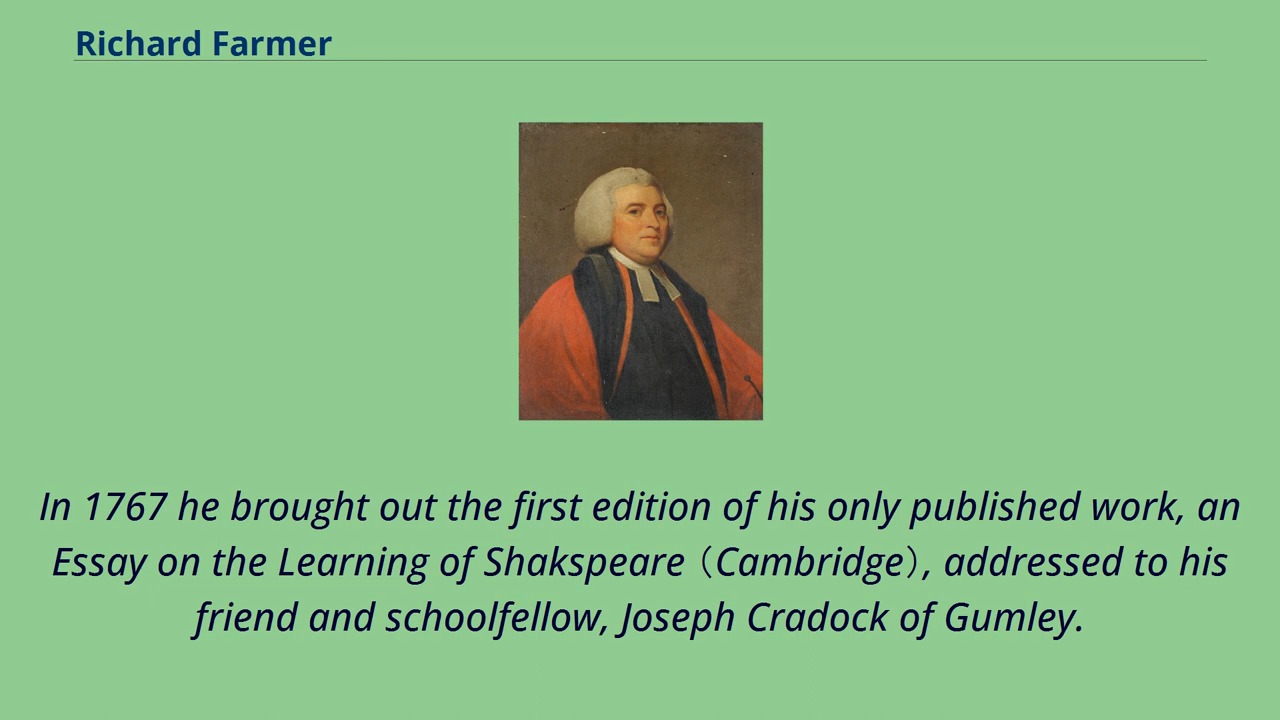 Richard Farmer
In 1767 he brought out the first edition of his only published work, an
Essay on the Learning of Shakspeare（Cambridge）, addressed to his
friend and schoolfellow, Joseph Cradock of Gumley.